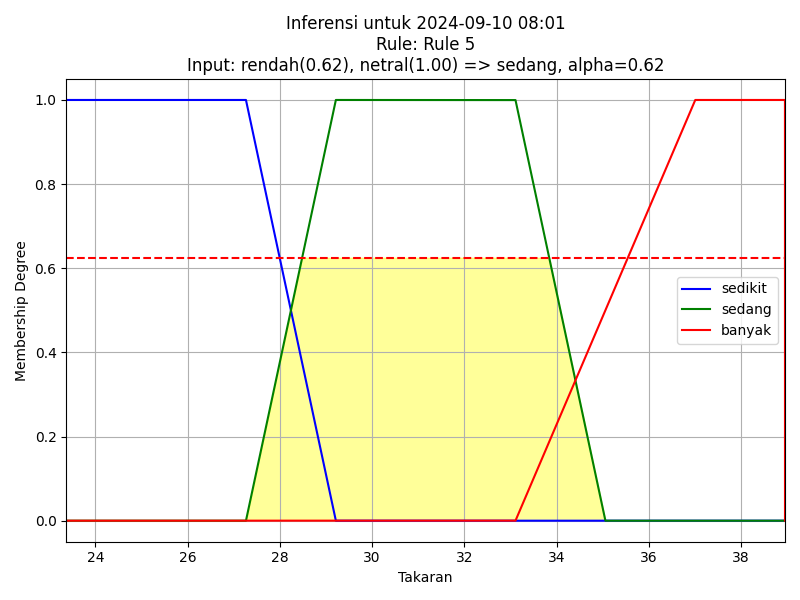 Inferensi untuk 2024-09-10 08:01
Rule: Rule 5
Input: rendah(0.62), netral(1.00) => sedang, alpha=0.62
Membership Degree
1.0
0.8
0.6
0.4
0.2
0.0
sedikit
sedang
banyak
24 26 28 30 32 34 36 38
Takaran